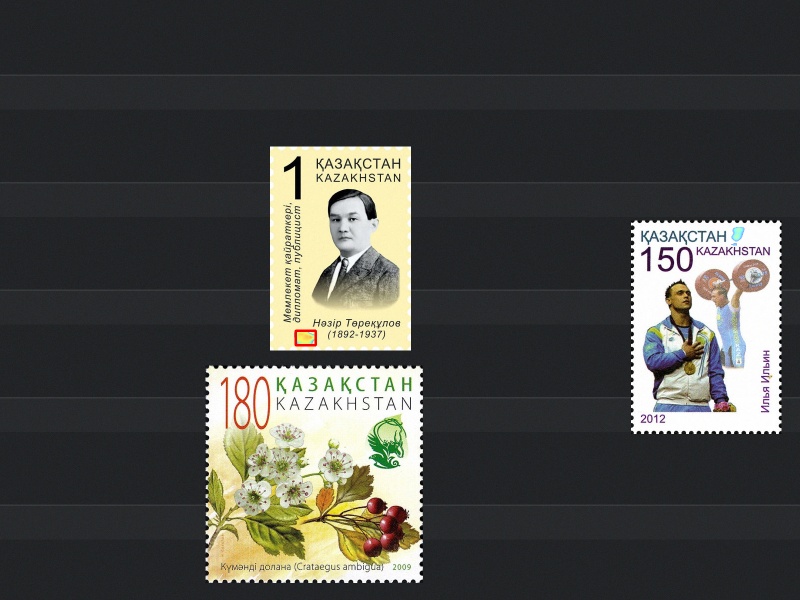 1
ҚАЗАҚСТАН
KAZAKHSTAN
Мемлекет қайраткері,
дипломат, публицист
Нәзір Төреқұлов
(1892-1937)
ҚАЗАҚСТАН
150 KAZAKHSTAN
Илья Ильин
2012
180 ҚАЗАҚСТАН
KAZAKHSTAN
Күмәнді долана (Crataegus ambigua) 2009